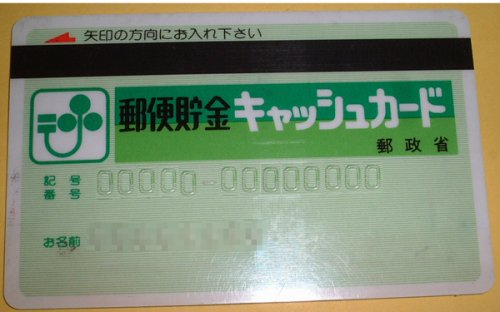 矢印の方向にお入れ下さい
郵便貯金キャッシュカード
郵政省
記号
番号
00000-00000000
お名前